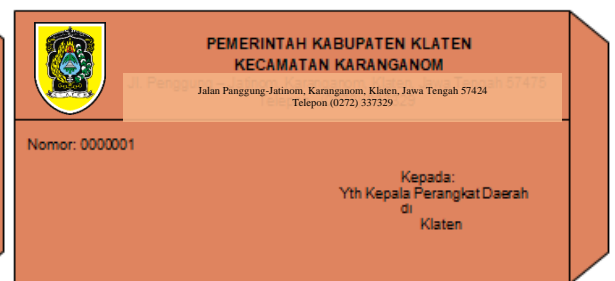 PEMERINTAH KABUPATEN KLATEN
KECAMATAN KARANGANOM
Jalan Panggung-Jatinom, Karanganom, Klaten, Jawa Tengah 57424
Telepon (0272) 337329
Nomor: 0000001
Kepada:
Yth Kepala Perangkat Daerah
di
Klaten